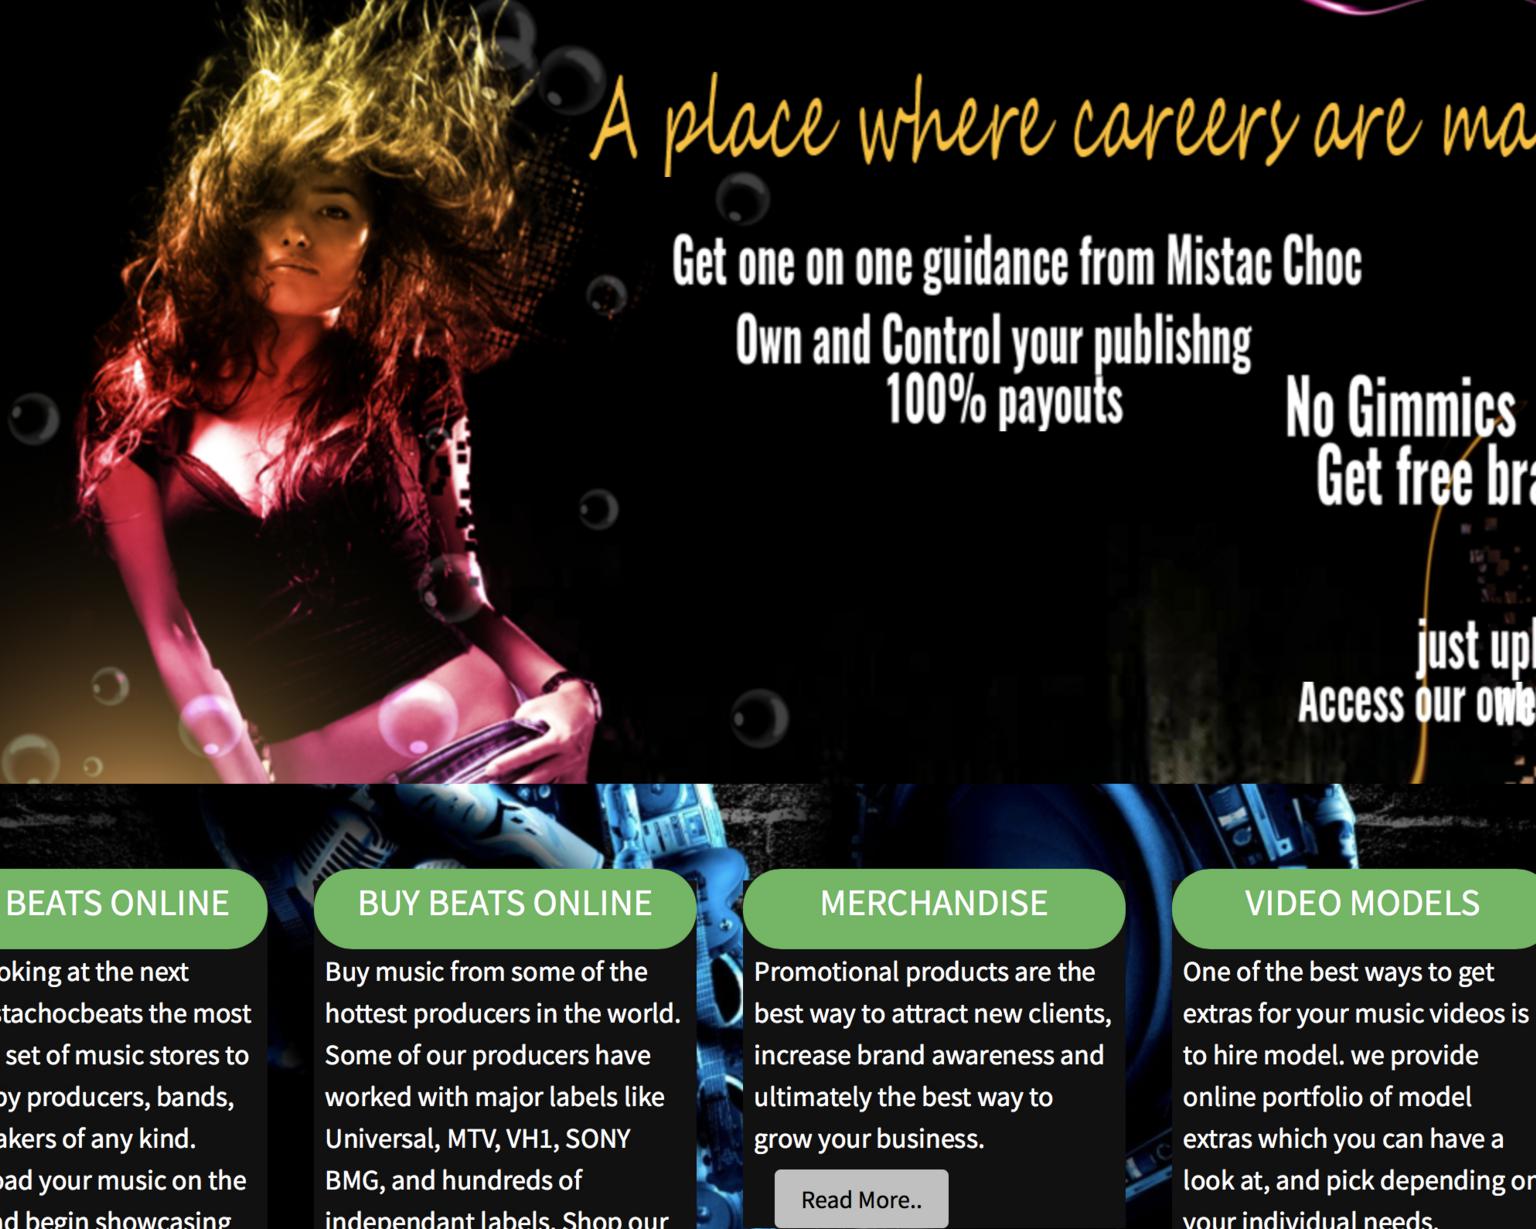 A place where careers are ma
Get one on one guidance from Mistac Choc
Own and Control your publishng
100% payouts
No Gimmics
Get free bra
just upl
Access our own
BEATS ONLINE
oking at the next
stachocbeats the most
set of music stores to
by producers, bands,
akers of any kind.
oad your music on the
nd begin showcasing
BUY BEATS ONLINE
Buy music from some of the
hottest producers in the world.
Some of our producers have
worked with major labels like
Universal, MTV, VH1, SONY
BMG, and hundreds of
independant labels. Shop our
MERCHANDISE
Promotional products are the
best way to attract new clients,
increase brand awareness and
ultimately the best way to
grow your business.
Read More..
VIDEO MODELS
One of the best ways to get
extras for your music videos is
to hire model. we provide
online portfolio of model
extras which you can have a
look at, and pick depending on
your individual needs.